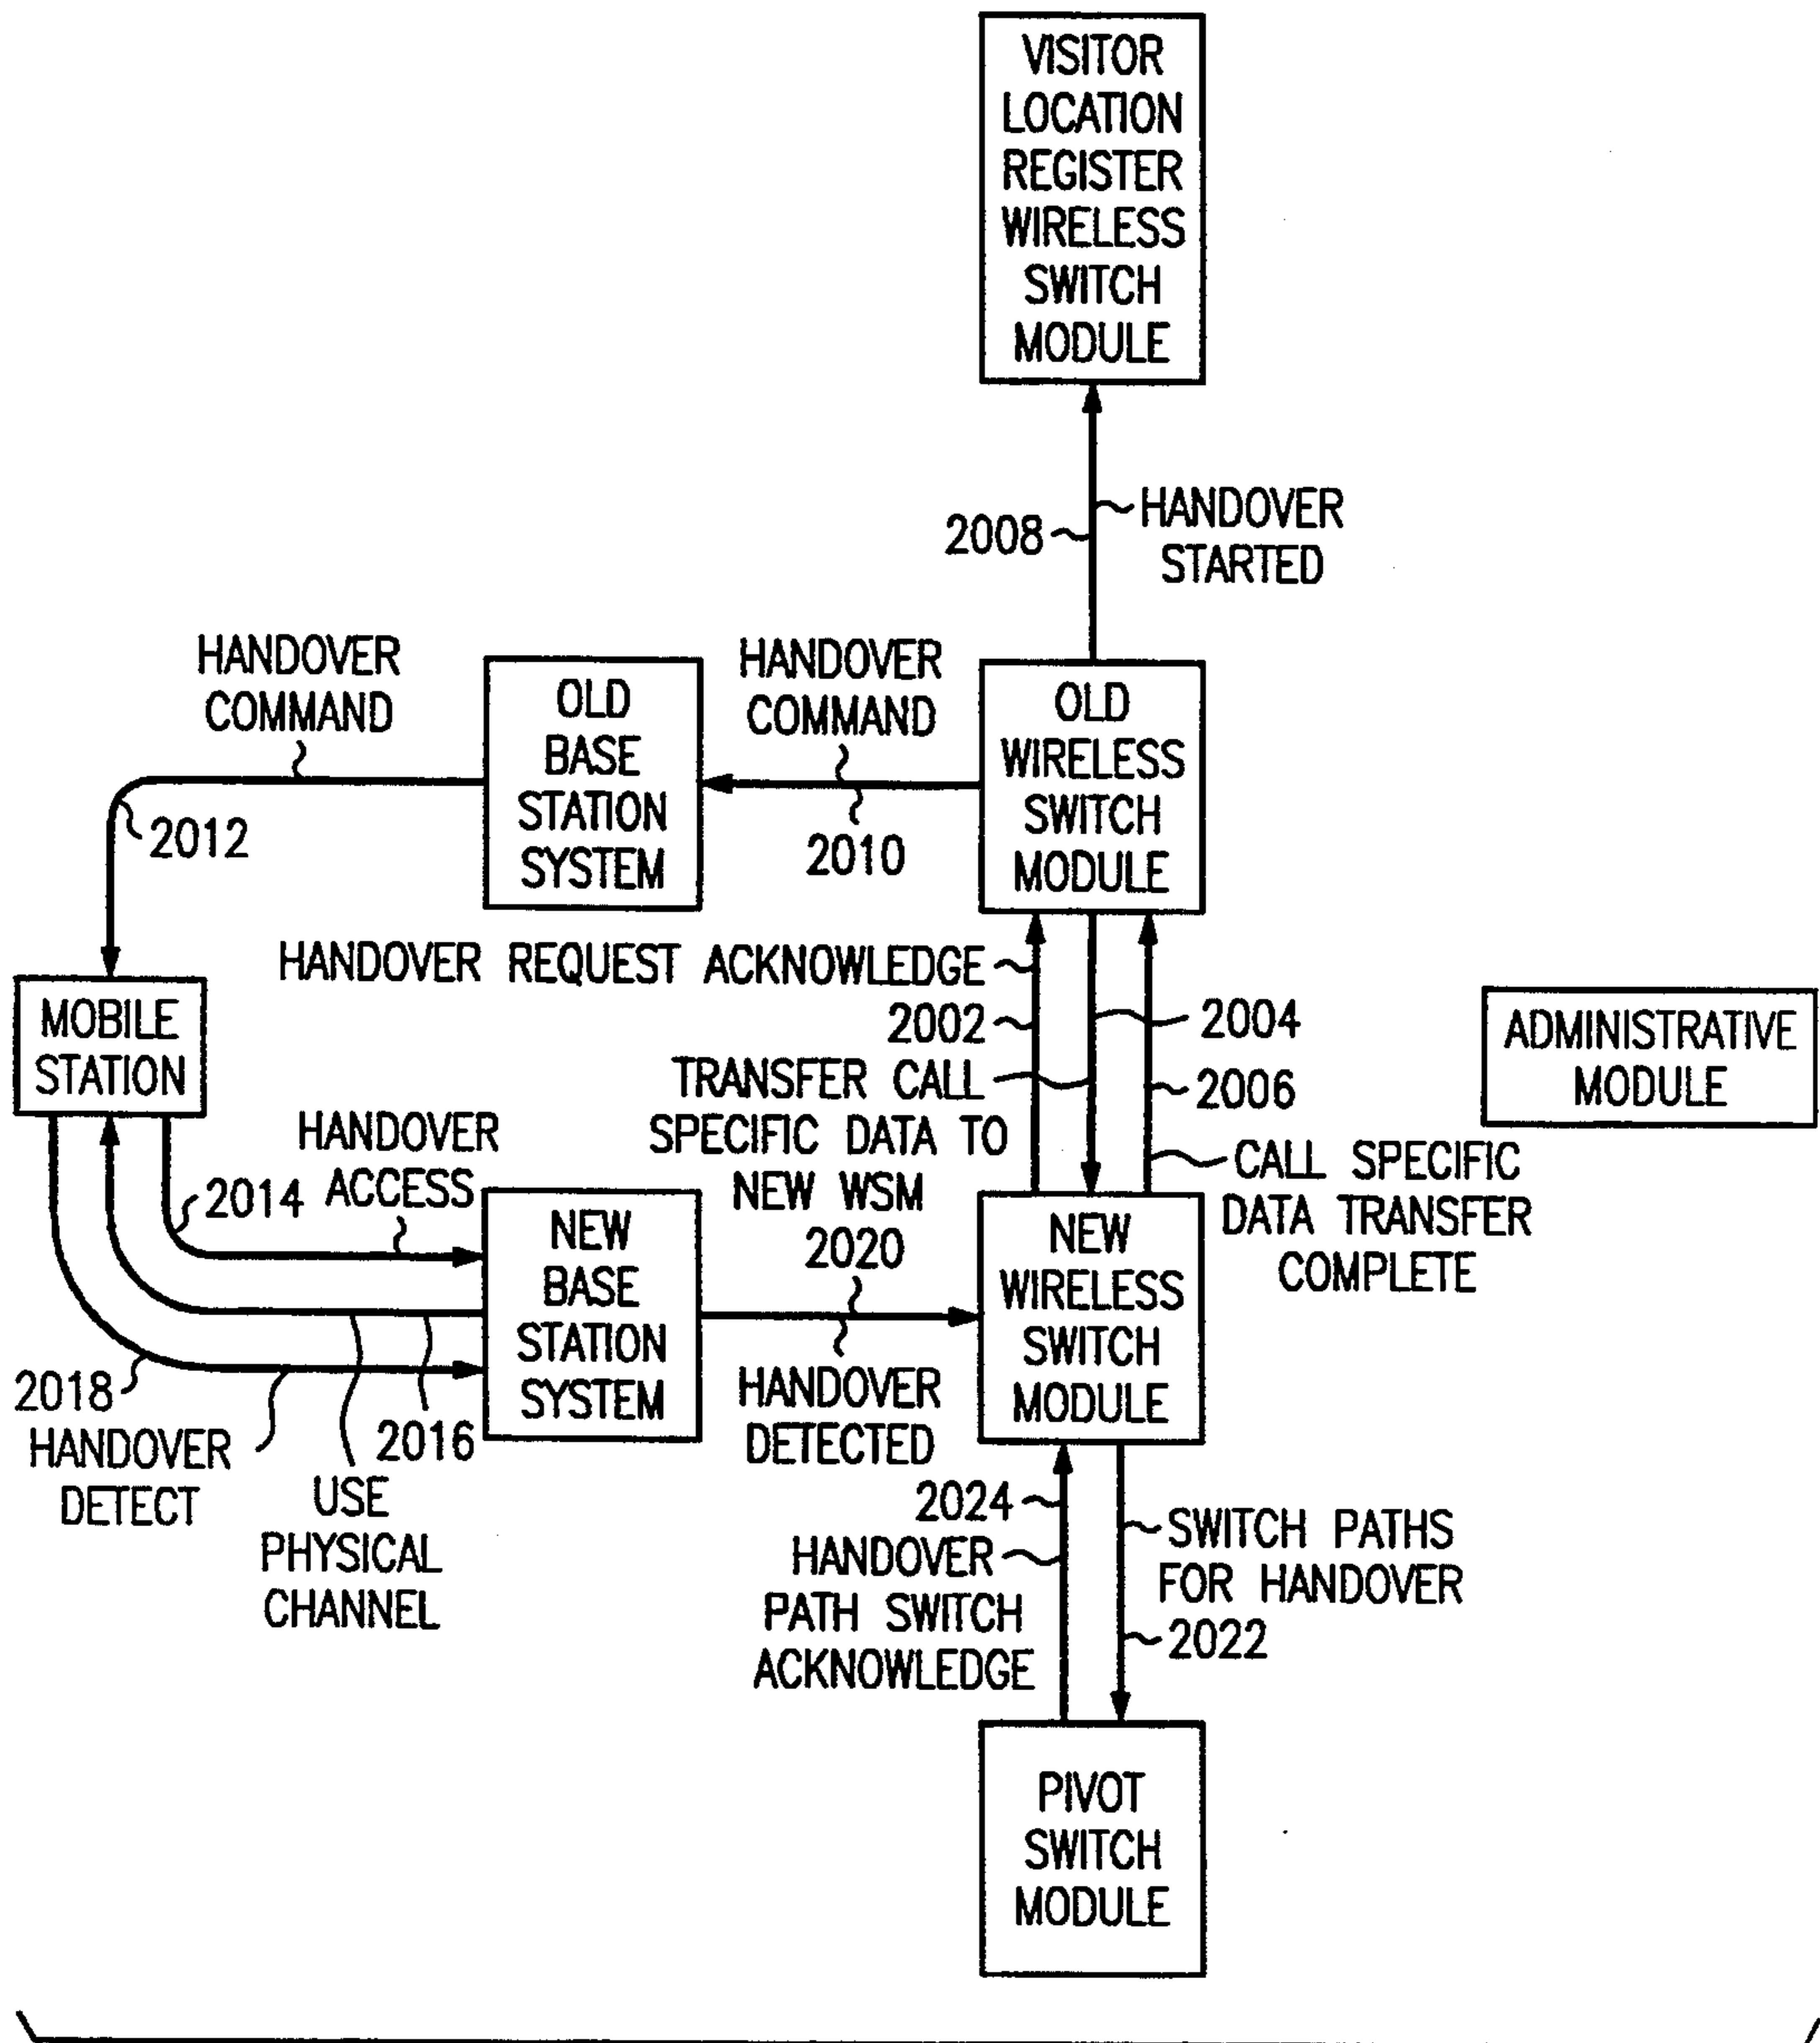 VISITOR
LOCATION
REGISTER
WIRELESS
SWITCH
MODULE
2008
HANDOVER
STARTED
HANDOVER
COMMAND
2012
OLD
BASE
STATION
SYSTEM
HANDOVER
COMMAND
2010
OLD
WIRELESS
SWITCH
MODULE
HANDOVER REQUEST ACKNOWLEDGE
2002
2004
TRANSFER CALL
SPECIFIC DATA TO
NEW WSM
2006
CALL SPECIFIC
DATA TRANSFER
COMPLETE
ADMINISTRATIVE
MODULE
MOBILE
STATION
HANDOVER
ACCESS
2014
2018
HANDOVER
DETECT
2016
USE
PHYSICAL
CHANNEL
NEW
BASE
STATION
SYSTEM
2020
HANDOVER
DETECTED
NEW
WIRELESS
SWITCH
MODULE
2024
HANDOVER
PATH SWITCH
ACKNOWLEDGE
SWITCH PATHS
FOR HANDOVER
2022
PIVOT
SWITCH
MODULE